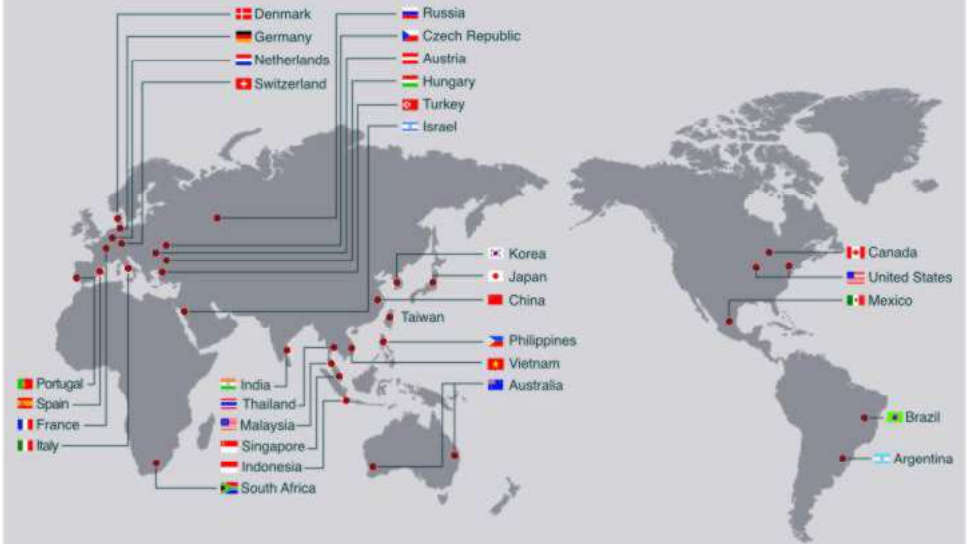 Denmark
Germany
Netherlands
Switzerland
Russia
Czech Republic
Austria
Hungary
Turkey
Israel
Korea
Japan
China
Taiwan
Philippines
Vietnam
Australia
Canada
United States
Mexico
Portugal
Spain
France
Italy
India
Thailand
Malaysia
Singapore
Indonesia
South Africa
Brazil
Argentina